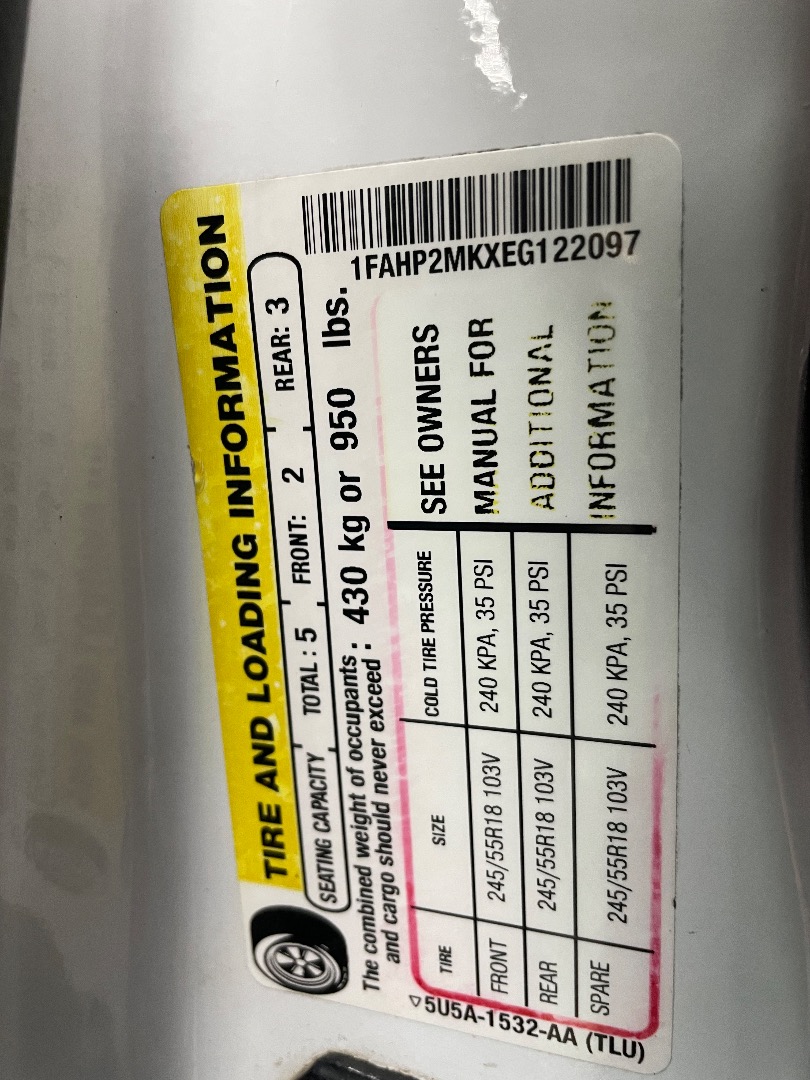 TIRE AND LOADING INFORMATION
SEATING CAPACITY TOTAL : 5 FRONT: 2 REAR: 3
The combined weight of occupants and cargo should never exceed : 430 kg or 950 lbs.
1FAHP2MKXEG122097
TIRE SIZE COLD TIRE PRESSURE
FRONT 245/55R18 103V 240 KPA, 35 PSI
REAR 245/55R18 103V 240 KPA, 35 PSI
SPARE 245/55R18 103V 240 KPA, 35 PSI
SEE OWNERS
MANUAL FOR
ADDITIONAL
INFORMATION
▽5U5A-1532-AA (TLU)